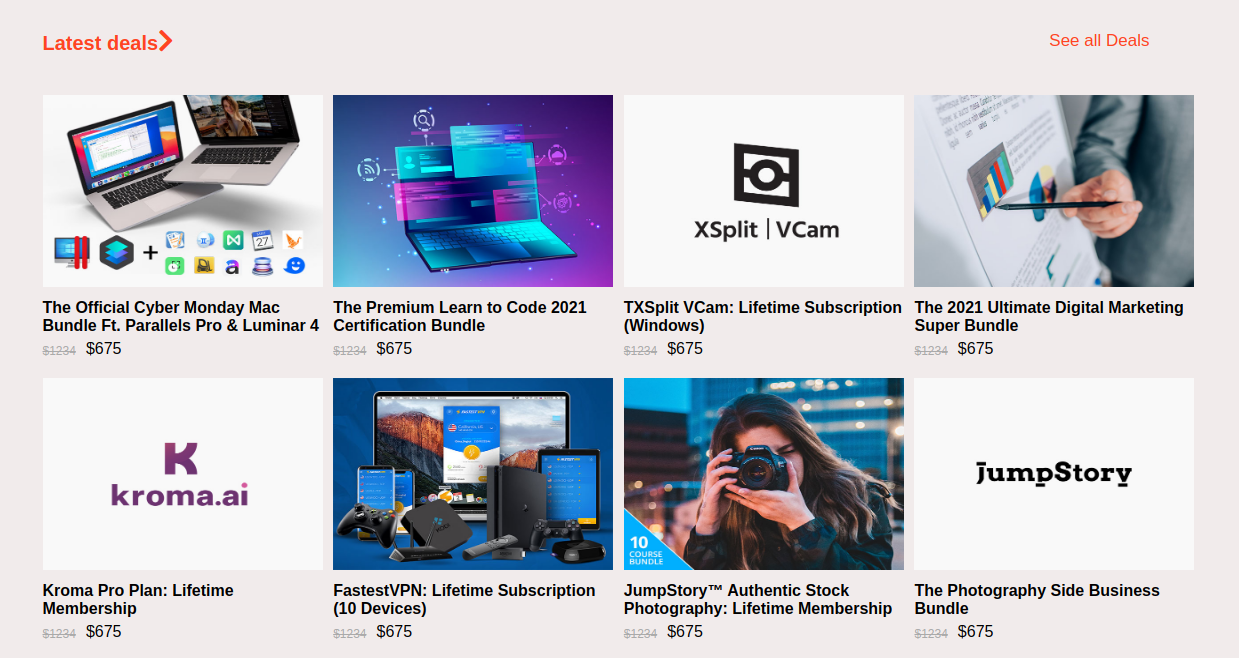 Latest deals
See all Deals
27
a
XSplit | VCam
The Official Cyber Monday Mac
Bundle Ft. Parallels Pro & Luminar 4
$1234 $675
The Premium Learn to Code 2021
Certification Bundle
$1234 $675
TXSplit VCam: Lifetime Subscription
(Windows)
$1234 $675
The 2021 Ultimate Digital Marketing
Super Bundle
$1234 $675
K
kroma.ai
10
COURSE
BUNDLE
JumpStory
Kroma Pro Plan: Lifetime
Membership
$1234 $675
FastestVPN: Lifetime Subscription
(10 Devices)
$1234 $675
JumpStory™ Authentic Stock
Photography: Lifetime Membership
$1234 $675
The Photography Side Business
Bundle
$1234 $675